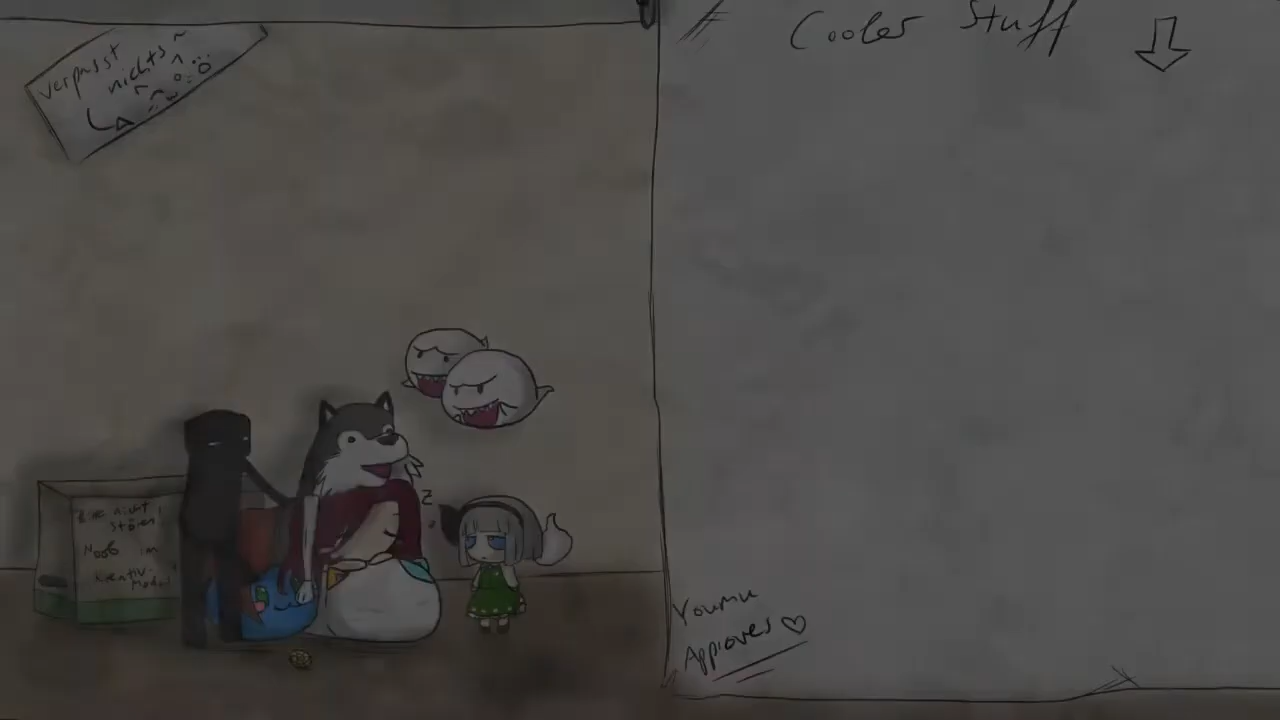 verpasst
nichts~
Cooler Stuff
Bitte nicht
stören!
Noob im
Kreativ-
Modus!
z
Youmu
Approves ♡